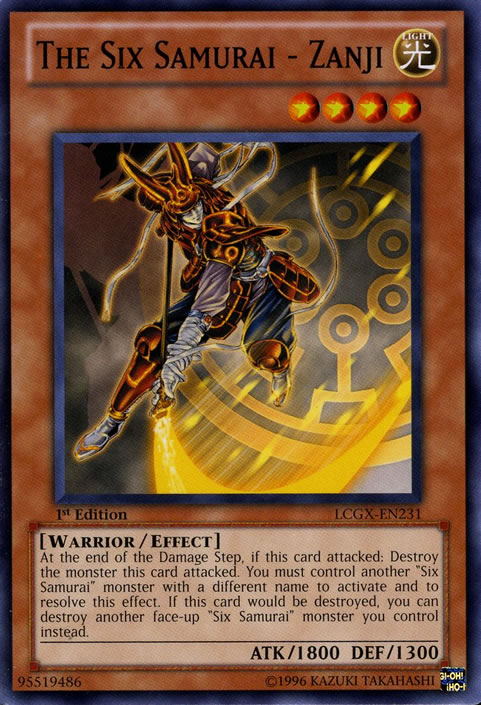 THE SIX SAMURAI - ZANJI
LIGHT
光
1st Edition
LCGX-EN231
[WARRIOR / EFFECT]
At the end of the Damage Step, if this card attacked: Destroy
the monster this card attacked. You must control another "Six
Samurai" monster with a different name to activate and to
resolve this effect. If this card would be destroyed, you can
destroy another face-up "Six Samurai" monster you control
instead.
ATK/1800 DEF/1300
95519486
©1996 KAZUKI TAKAHASHI